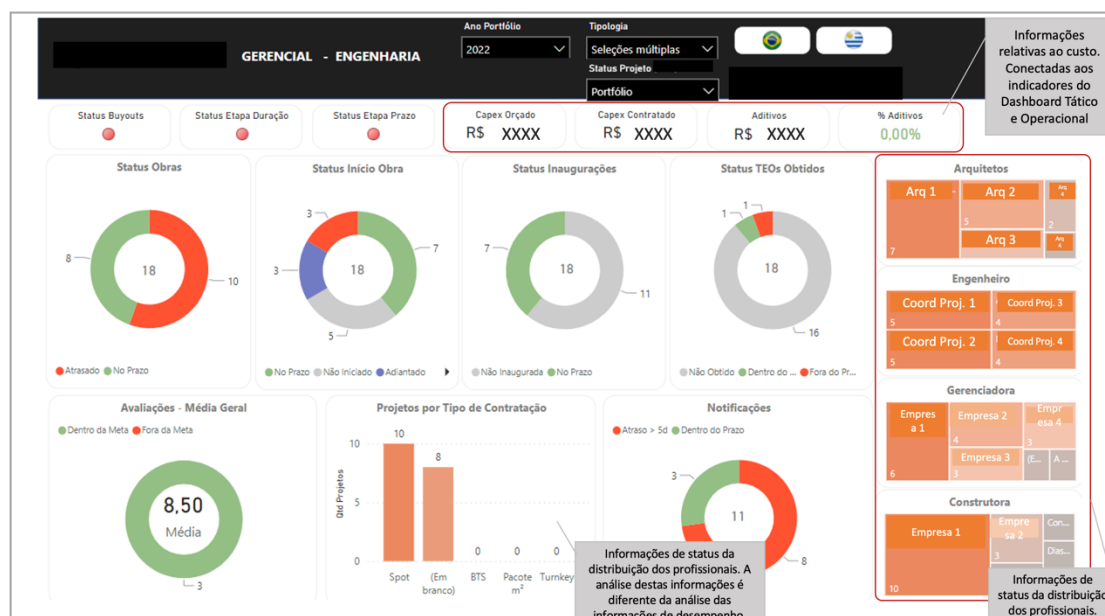 GERENCIAL - ENGENHARIA
Ano Portfólio
2022
Tipologia
Seleções múltiplas
Status Projeto
Portfólio
Informações
relativas ao custo.
Conectadas aos
indicadores do
Dashboard Tático
e Operacional
Status Buyouts
Status Etapa Duração
Status Etapa Prazo
Capex Orçado
R$ XXXX
Capex Contratado
R$ XXXX
Aditivos
R$ XXXX
% Aditivos
0,00%
Status Obras
8
18
10
Atrasado No Prazo
Status Início Obra
3
7
3
18
5
No Prazo Não Iniciado Adiantado
Status Inaugurações
7
18
11
Não Inaugurada No Prazo
Status TEOs Obtidos
1
1
18
16
Não Obtido Dentro do ... Fora do Pr...
Arquitetos
Arq 1
7
Arq 2
5
Arq 3
Arq
4
2
Arq
Engenheiro
Coord Proj. 1
5
Coord Proj. 3
4
Coord Proj. 2
5
Coord Proj. 4
4
Gerenciadora
Empres
a 1
6
Empresa 2
4
Empresa 3
3
Empr
esa 4
3
(E...
A ...
Construtora
Empresa 1
10
Empre
sa 2
3
Con...
Dias...
Avaliações - Média Geral
Dentro da Meta Fora da Meta
8,50
Média
3
Projetos por Tipo de Contratação
Qtd Projetos
10
5
0
10
8
0
0
0
Spot
(Em
branco)
BTS
Pacote
m²
Turnkey
Notificações
Atraso > 5d Dentro do Prazo
3
11
8
Informações de status da
distribuição dos profissionais. A
análise destas informações é
diferente da análise das
informações de desempenho
Informações de
status da distribuição
dos profissionais.